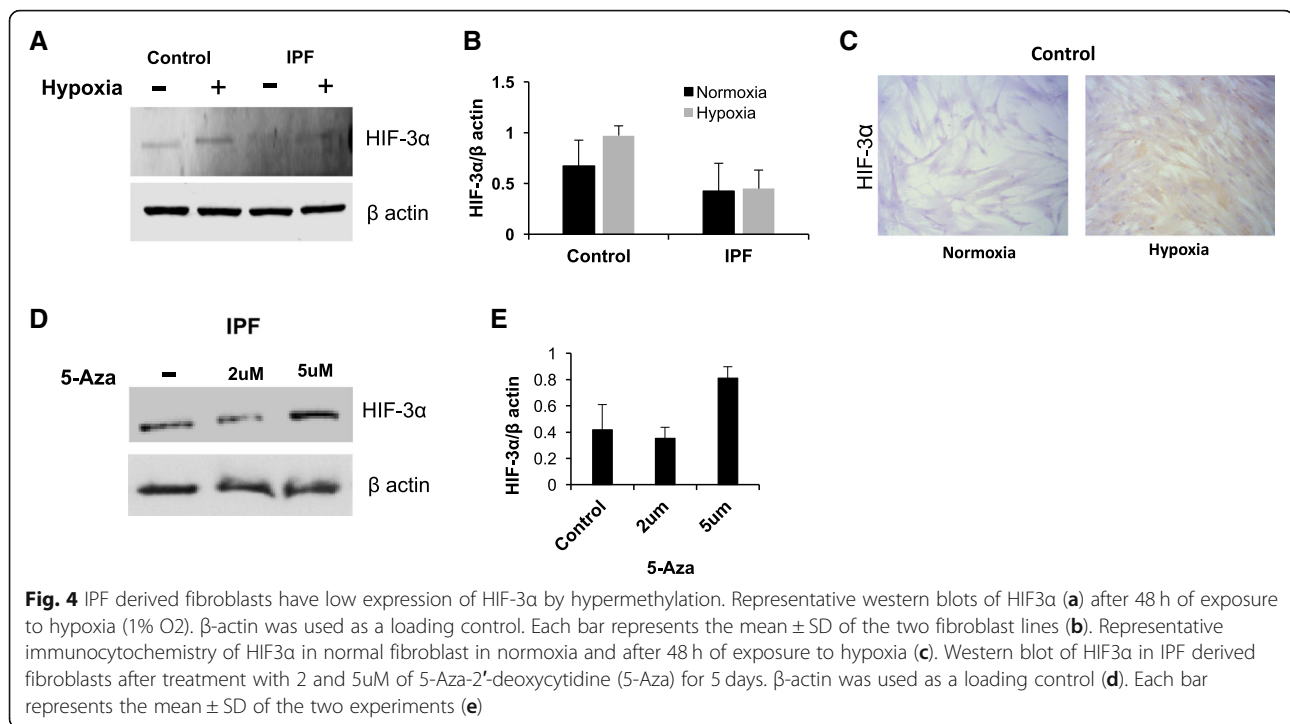 A
Control IPF
Hypoxia − + − +
HIF-3α
β actin
B
HIF-3α/β actin
1.5
1
0.5
0
Normoxia
Hypoxia
Control IPF
C
Control
HIF-3α
Normoxia Hypoxia
D
IPF
5-Aza − 2uM 5uM
HIF-3α
β actin
E
HIF-3α/β actin
1
0.8
0.6
0.4
0.2
0
Control 2um 5um
5-Aza
Fig. 4 IPF derived fibroblasts have low expression of HIF-3α by hypermethylation. Representative western blots of HIF3α (a) after 48 h of exposure
to hypoxia (1% O2). β-actin was used as a loading control. Each bar represents the mean ± SD of the two fibroblast lines (b). Representative
immunocytochemistry of HIF3α in normal fibroblast in normoxia and after 48 h of exposure to hypoxia (c). Western blot of HIF3α in IPF derived
fibroblasts after treatment with 2 and 5uM of 5-Aza-2′-deoxycytidine (5-Aza) for 5 days. β-actin was used as a loading control (d). Each bar
represents the mean ± SD of the two experiments (e)